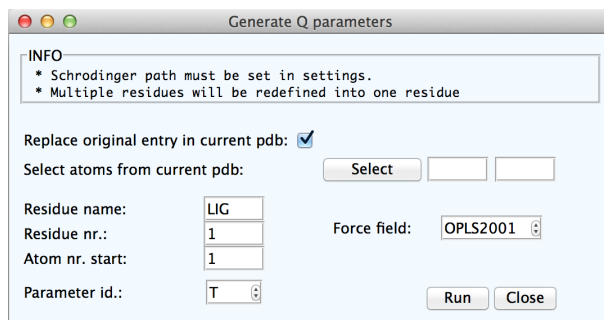 Generate Q parameters
INFO
* Schrodinger path must be set in settings.
* Multiple residues will be redefined into one residue
Replace original entry in current pdb:
Select atoms from current pdb: Select
Residue name: LIG
Residue nr.: 1
Force field: OPLS2001
Atom nr. start: 1
Parameter id.: T
Run Close